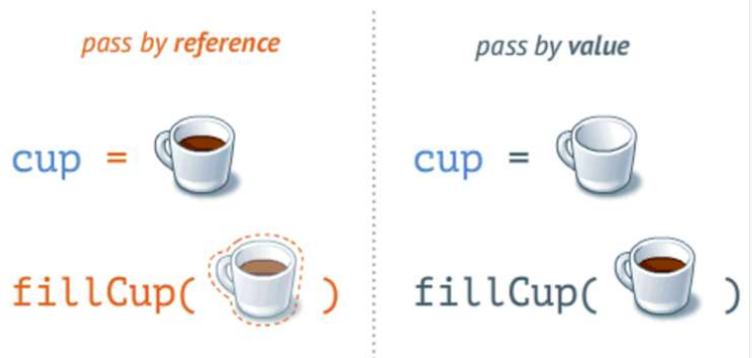 pass by reference
cup =
fillCup( )
pass by value
cup =
fillCup( )